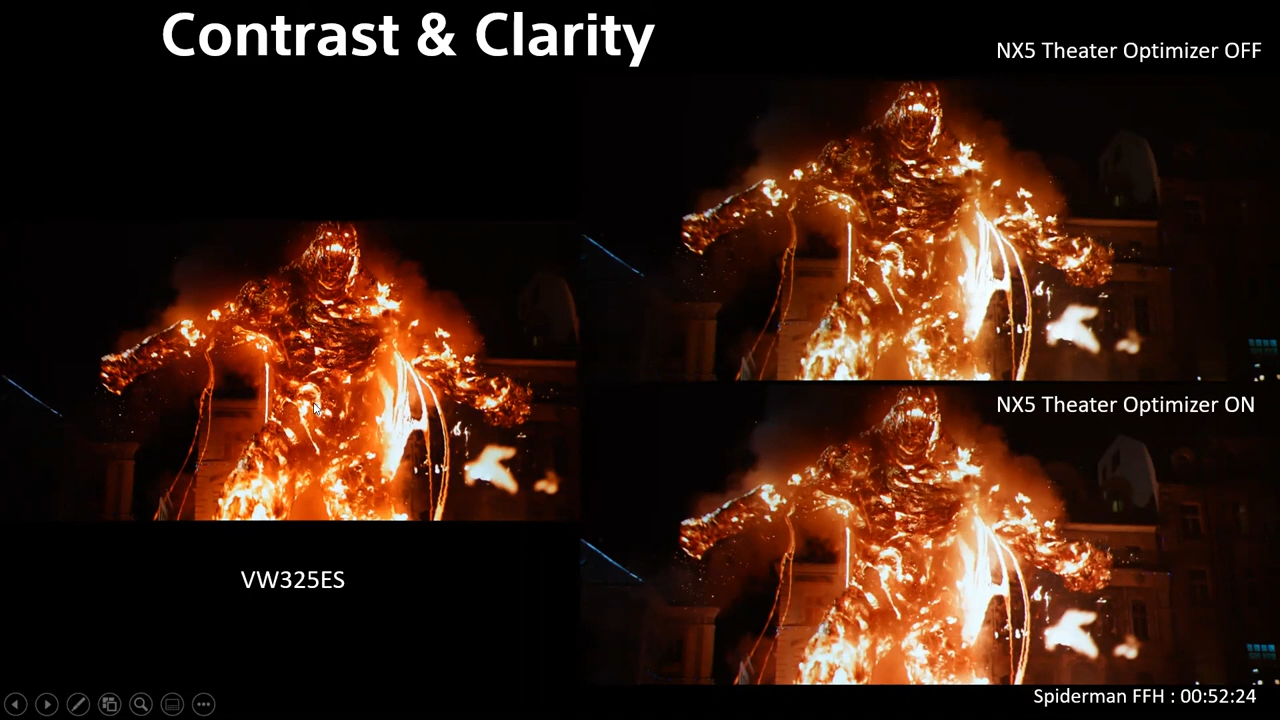 Contrast & Clarity
NX5 Theater Optimizer OFF
NX5 Theater Optimizer ON
VW325ES
Spiderman FFH : 00:52:24